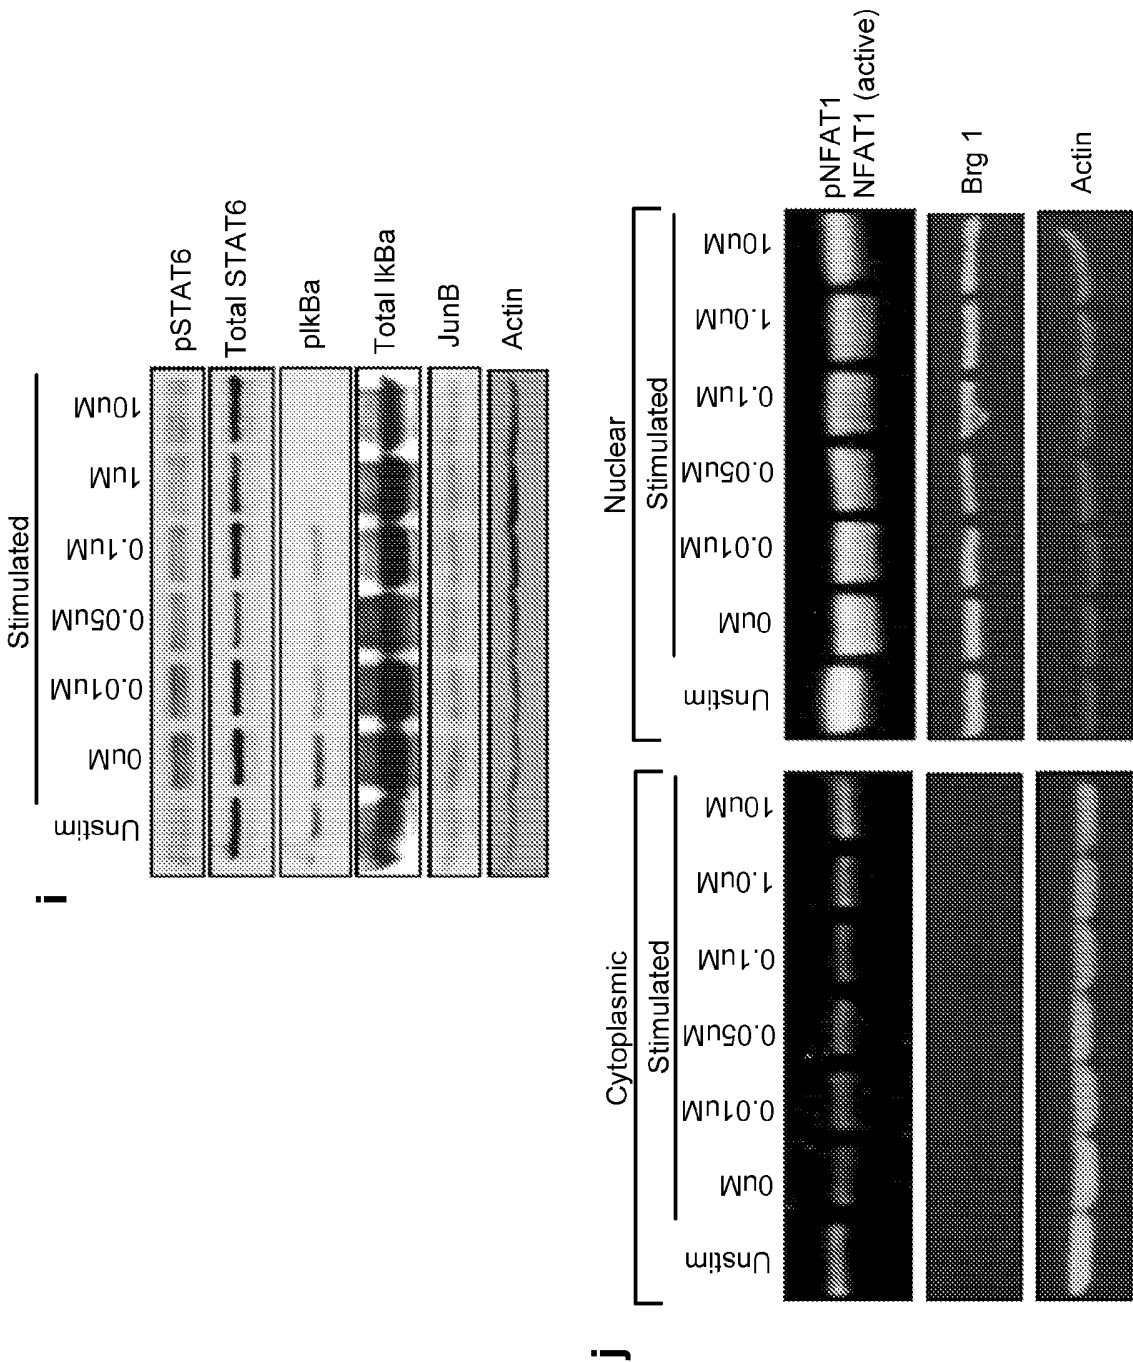 i
Stimulated
Unstim 0uM 0.01uM 0.05uM 0.1uM 1uM 10uM
pSTAT6
Total STAT6
pIkBa
Total IkBa
JunB
Actin
j
Cytoplasmic
Stimulated
Unstim 0uM 0.01uM 0.05uM 0.1uM 1.0uM 10uM
Nuclear
Stimulated
Unstim 0uM 0.01uM 0.05uM 0.1uM 1.0uM 10uM
pNFAT1
NFAT1 (active)
Brg 1
Actin